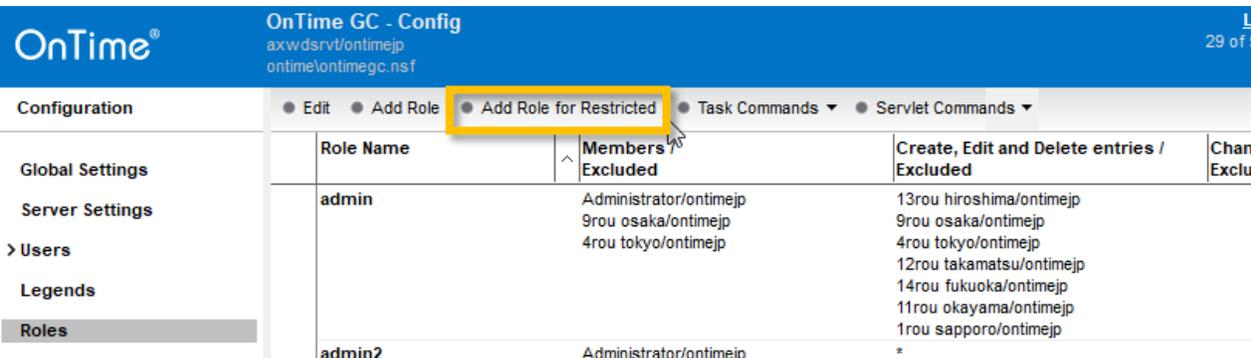 OnTime®
OnTime GC - Config
axwdsrvt/ontimejp
ontime\ontimegc.nsf
29 of
Configuration
Edit Add Role Add Role for Restricted Task Commands Servlet Commands
Global Settings
Server Settings
Users
Legends
Roles
Role Name
Members /
Excluded
Create, Edit and Delete entries /
Excluded
admin
Administrator/ontimejp
9rou osaka/ontimejp
4rou tokyo/ontimejp
13rou hiroshima/ontimejp
9rou osaka/ontimejp
4rou tokyo/ontimejp
12rou takamatsu/ontimejp
14rou fukuoka/ontimejp
11rou okayama/ontimejp
1rou sapporo/ontimejp
admin2
Administrator/ontimejp
*